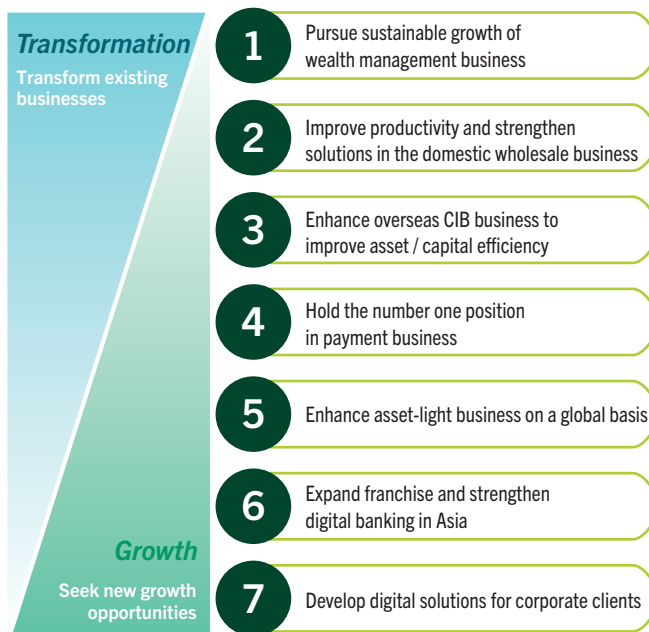 Transformation
Transform existing
businesses
1
Pursue sustainable growth of
wealth management business
2
Improve productivity and strengthen
solutions in the domestic wholesale business
3
Enhance overseas CIB business to
improve asset / capital efficiency
4
Hold the number one position
in payment business
5
Enhance asset-light business on a global basis
6
Expand franchise and strengthen
digital banking in Asia
Growth
Seek new growth
opportunities
7
Develop digital solutions for corporate clients